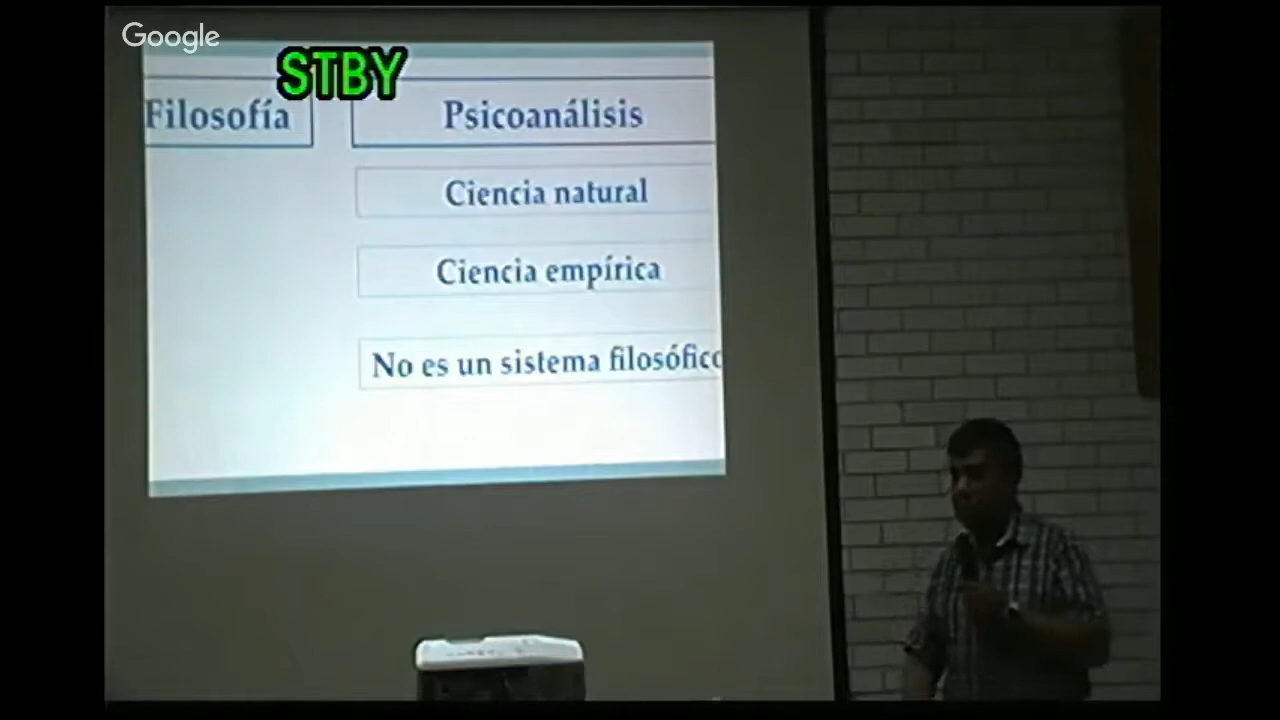 Google
STBY
Filosofía
Psicoanálisis
Ciencia natural
Ciencia empírica
No es un sistema filosófico